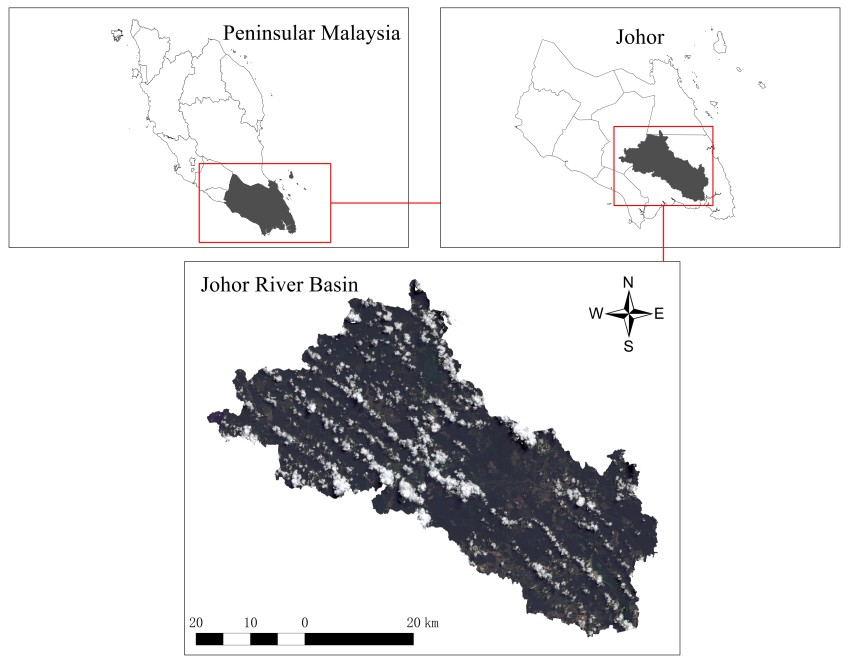 Peninsular Malaysia
Johor
Johor River Basin
N
W E
S
20 10 0 20 km